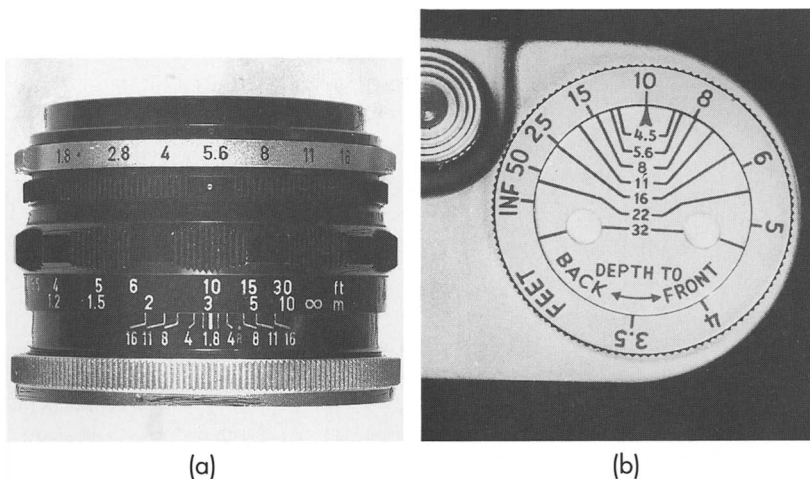 1.8 2.8 4 5.6 8 11 16
4 5 6 10 15 30 ft
1.2 1.5 2 3 5 10 ∞ m
16 11 8 4 1.8 4 8 11 16
(a)
INF 50 25 15 10 8 6 5 4 3.5
FEET
4.5
5.6
8
11
16
22
32
DEPTH TO
BACK FRONT
(b)